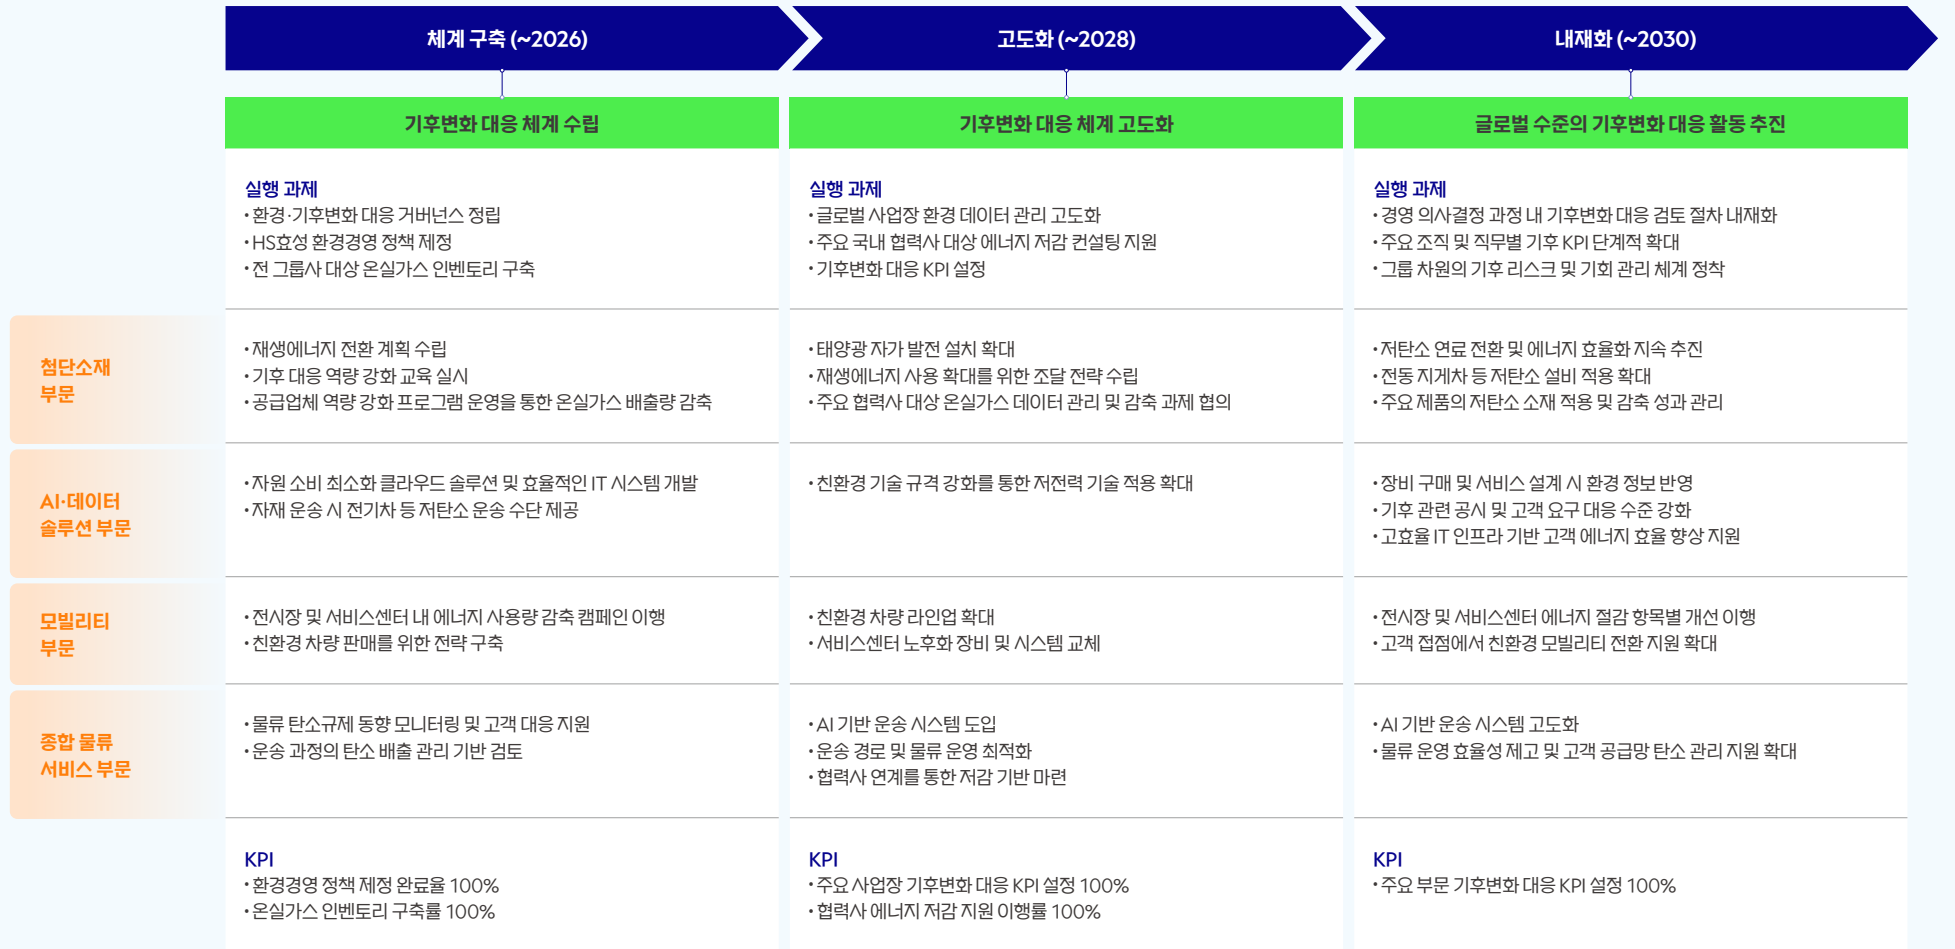 체계 구축 (~2026)
고도화 (~2028)
내재화 (~2030)
기후변화 대응 체계 수립
기후변화 대응 체계 고도화
글로벌 수준의 기후변화 대응 활동 추진
실행 과제
• 환경·기후변화 대응 거버넌스 정립
• HS효성 환경경영 정책 제정
• 전 그룹사 대상 온실가스 인벤토리 구축
실행 과제
• 글로벌 사업장 환경 데이터 관리 고도화
• 주요 국내 협력사 대상 에너지 저감 컨설팅 지원
• 기후변화 대응 KPI 설정
실행 과제
• 경영 의사결정 과정 내 기후변화 대응 검토 절차 내재화
• 주요 조직 및 직무별 기후 KPI 단계적 확대
• 그룹 차원의 기후 리스크 및 기회 관리 체계 정착
첨단소재
부문
• 재생에너지 전환 계획 수립
• 기후 대응 역량 강화 교육 실시
• 공급업체 역량 강화 프로그램 운영을 통한 온실가스 배출량 감축
• 태양광 자가 발전 설치 확대
• 재생에너지 사용 확대를 위한 조달 전략 수립
• 주요 협력사 대상 온실가스 데이터 관리 및 감축 과제 협의
• 저탄소 연료 전환 및 에너지 효율화 지속 추진
• 전동 지게차 등 저탄소 설비 적용 확대
• 주요 제품의 저탄소 소재 적용 및 감축 성과 관리
AI·데이터
솔루션 부문
• 자원 소비 최소화 클라우드 솔루션 및 효율적인 IT 시스템 개발
• 자재 운송 시 전기차 등 저탄소 운송 수단 제공
• 친환경 기술 규격 강화를 통한 저전력 기술 적용 확대
• 장비 구매 및 서비스 설계 시 환경 정보 반영
• 기후 관련 공시 및 고객 요구 대응 수준 강화
• 고효율 IT 인프라 기반 고객 에너지 효율 향상 지원
모빌리티
부문
• 전시장 및 서비스센터 내 에너지 사용량 감축 캠페인 이행
• 친환경 차량 판매를 위한 전략 구축
• 친환경 차량 라인업 확대
• 서비스센터 노후화 장비 및 시스템 교체
• 전시장 및 서비스센터 에너지 절감 항목별 개선 이행
• 고객 접점에서 친환경 모빌리티 전환 지원 확대
종합 물류
서비스 부문
• 물류 탄소규제 동향 모니터링 및 고객 대응 지원
• 운송 과정의 탄소 배출 관리 기반 검토
• AI 기반 운송 시스템 도입
• 운송 경로 및 물류 운영 최적화
• 협력사 연계를 통한 저감 기반 마련
• AI 기반 운송 시스템 고도화
• 물류 운영 효율성 제고 및 고객 공급망 탄소 관리 지원 확대
KPI
• 환경경영 정책 제정 완료율 100%
• 온실가스 인벤토리 구축률 100%
KPI
• 주요 사업장 기후변화 대응 KPI 설정 100%
• 협력사 에너지 저감 지원 이행률 100%
KPI
• 주요 부문 기후변화 대응 KPI 설정 100%